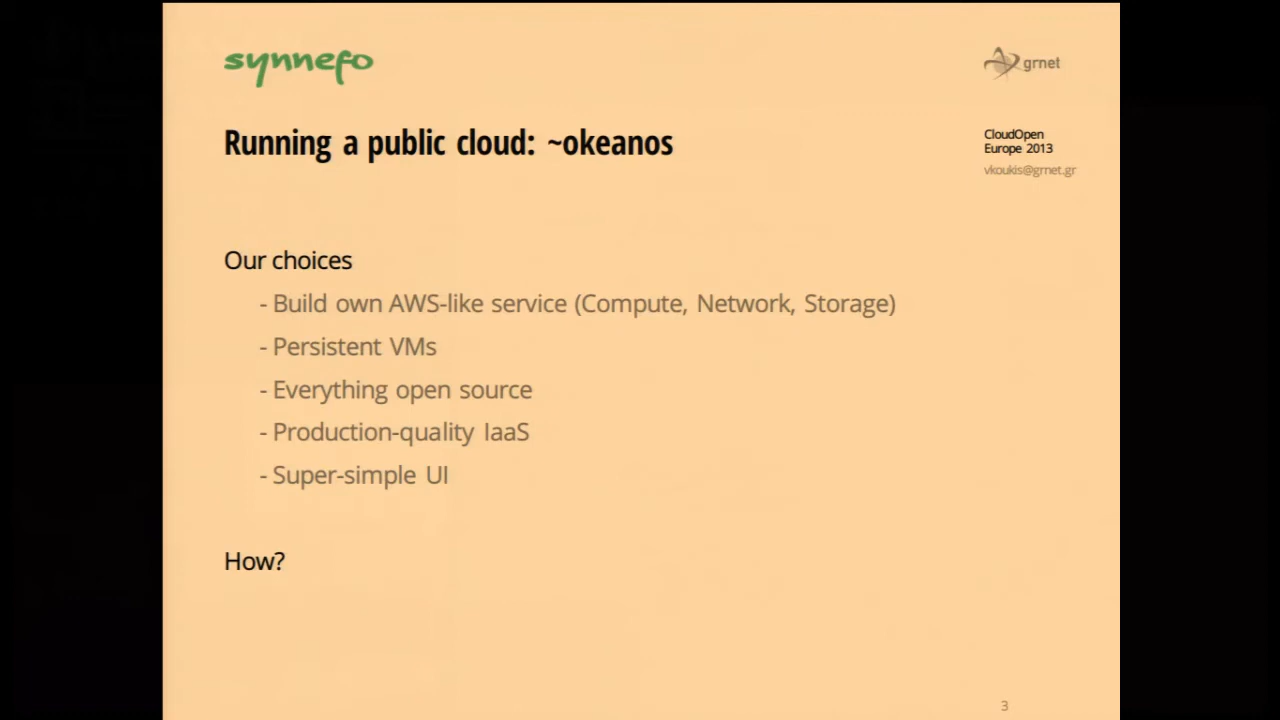 synnefo
grnet
Running a public cloud: ~okeanos
CloudOpen
Europe 2013
vkoukis@grnet.gr
Our choices
- Build own AWS-like service (Compute, Network, Storage)
- Persistent VMs
- Everything open source
- Production-quality IaaS
- Super-simple UI
How?
3